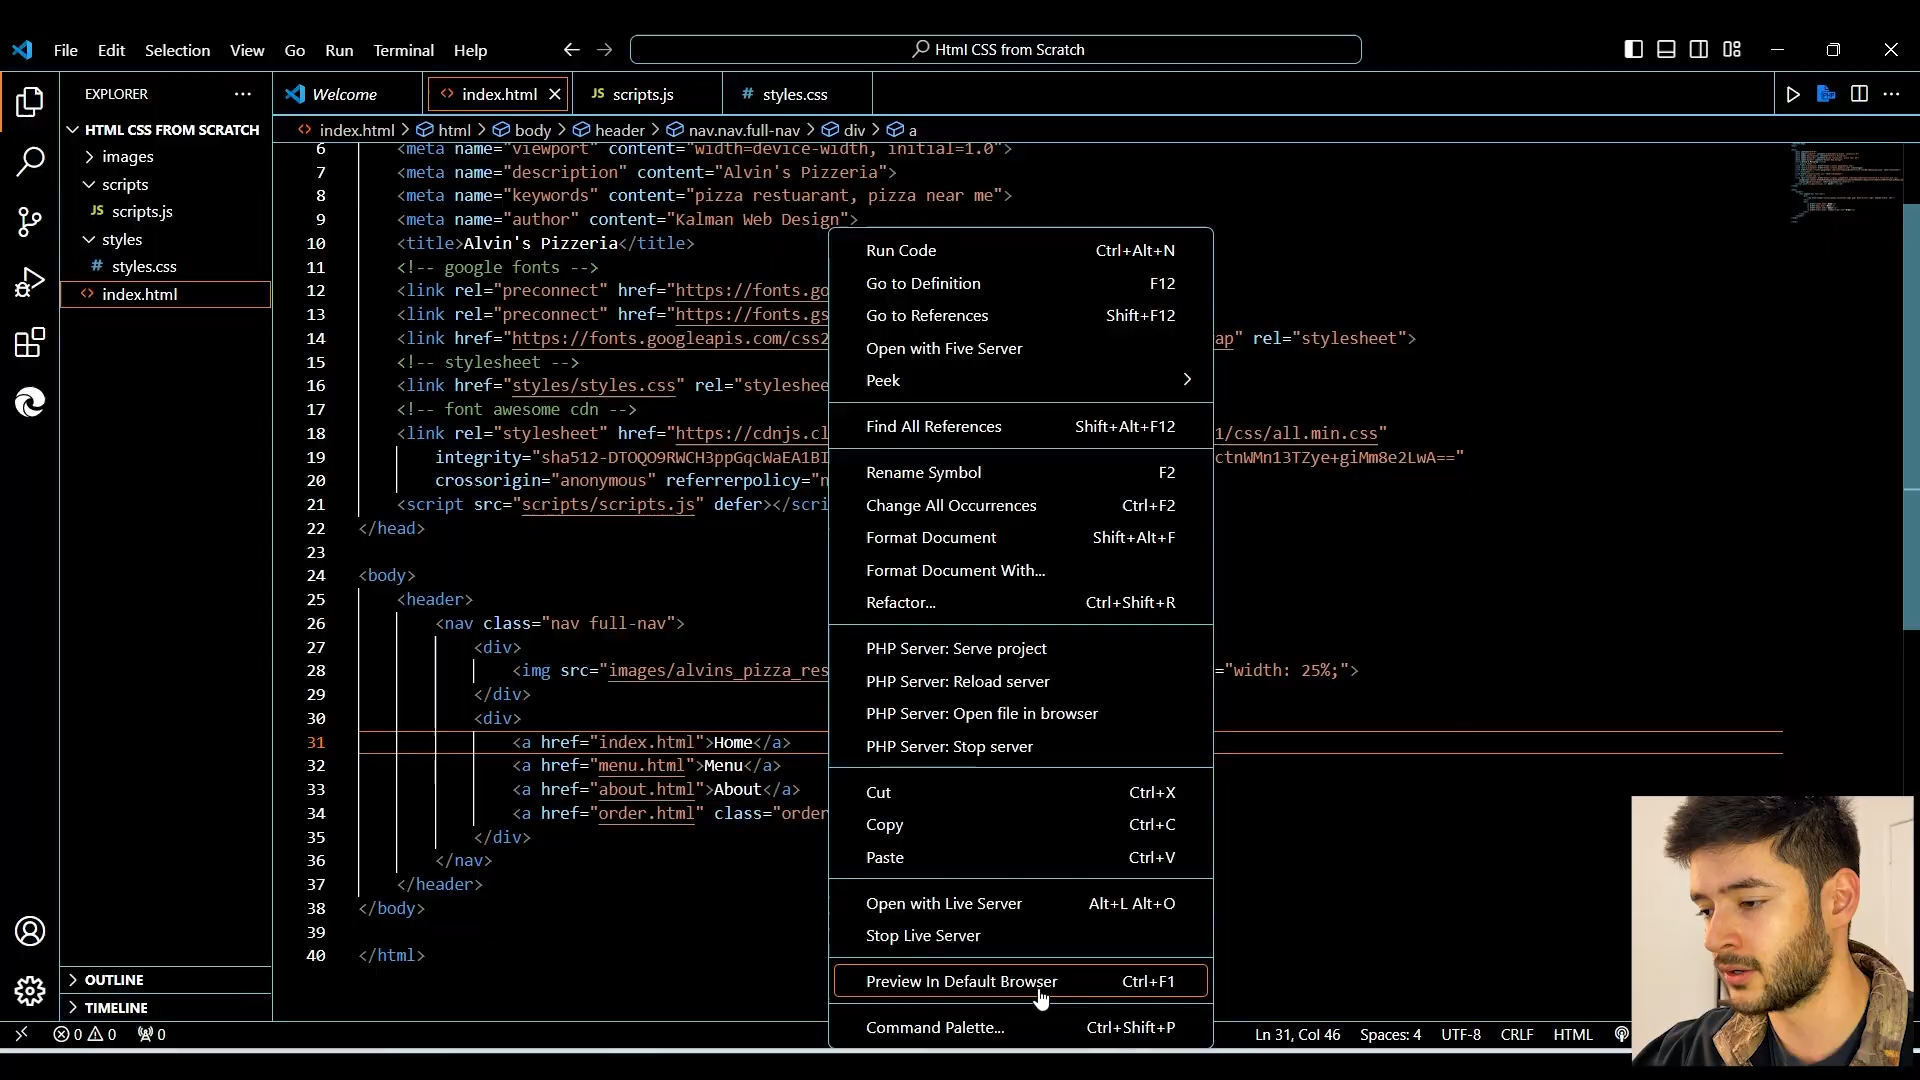 File Edit Selection View Go Run Terminal Help
Html CSS from Scratch
EXPLORER
HTML CSS FROM SCRATCH
images
scripts
JS scripts.js
styles
# styles.css
<> index.html
OUTLINE
TIMELINE
Welcome
<> index.html
JS scripts.js
# styles.css
<> index.html > html > body > header > nav.nav.full-nav > div > a
6 <meta name="viewport" content="width=device-width, initial=1.0">
7 <meta name="description" content="Alvin's Pizzeria">
8 <meta name="keywords" content="pizza restuarant, pizza near me">
9 <meta name="author" content="Kalman Web Design">
10 <title>Alvin's Pizzeria</title>
11 <!-- google fonts -->
12 <link rel="preconnect" href="https://fonts.go
13 <link rel="preconnect" href="https://fonts.gs
14 <link href="https://fonts.googleapis.com/css2 ap" rel="stylesheet">
15 <!-- stylesheet -->
16 <link href="styles/styles.css" rel="styleshee
17 <!-- font awesome cdn -->
18 <link rel="stylesheet" href="https://cdnjs.cl 1/css/all.min.css"
19 integrity="sha512-DTOQO9RWCH3ppGqcWaEA1BI ctnWMn13TZye+giMm8e2LwA=="
20 crossorigin="anonymous" referrerpolicy="n
21 <script src="scripts/scripts.js" defer></scri
22 </head>
23
24 <body>
25 <header>
26 <nav class="nav full-nav">
27 <div>
28 <img src="images/alvins_pizza_res ="width: 25%;">
29 </div>
30 <div>
31 <a href="index.html">Home</a>
32 <a href="menu.html">Menu</a>
33 <a href="about.html">About</a>
34 <a href="order.html" class="order
35 </div>
36 </nav>
37 </header>
38 </body>
39
40 </html>
Run Code Ctrl+Alt+N
Go to Definition F12
Go to References Shift+F12
Open with Five Server
Peek
Find All References Shift+Alt+F12
Rename Symbol F2
Change All Occurrences Ctrl+F2
Format Document Shift+Alt+F
Format Document With...
Refactor... Ctrl+Shift+R
PHP Server: Serve project
PHP Server: Reload server
PHP Server: Open file in browser
PHP Server: Stop server
Cut Ctrl+X
Copy Ctrl+C
Paste Ctrl+V
Open with Live Server Alt+L Alt+O
Stop Live Server
Preview In Default Browser Ctrl+F1
Command Palette... Ctrl+Shift+P
0 0 0
Ln 31, Col 46 Spaces: 4 UTF-8 CRLF HTML